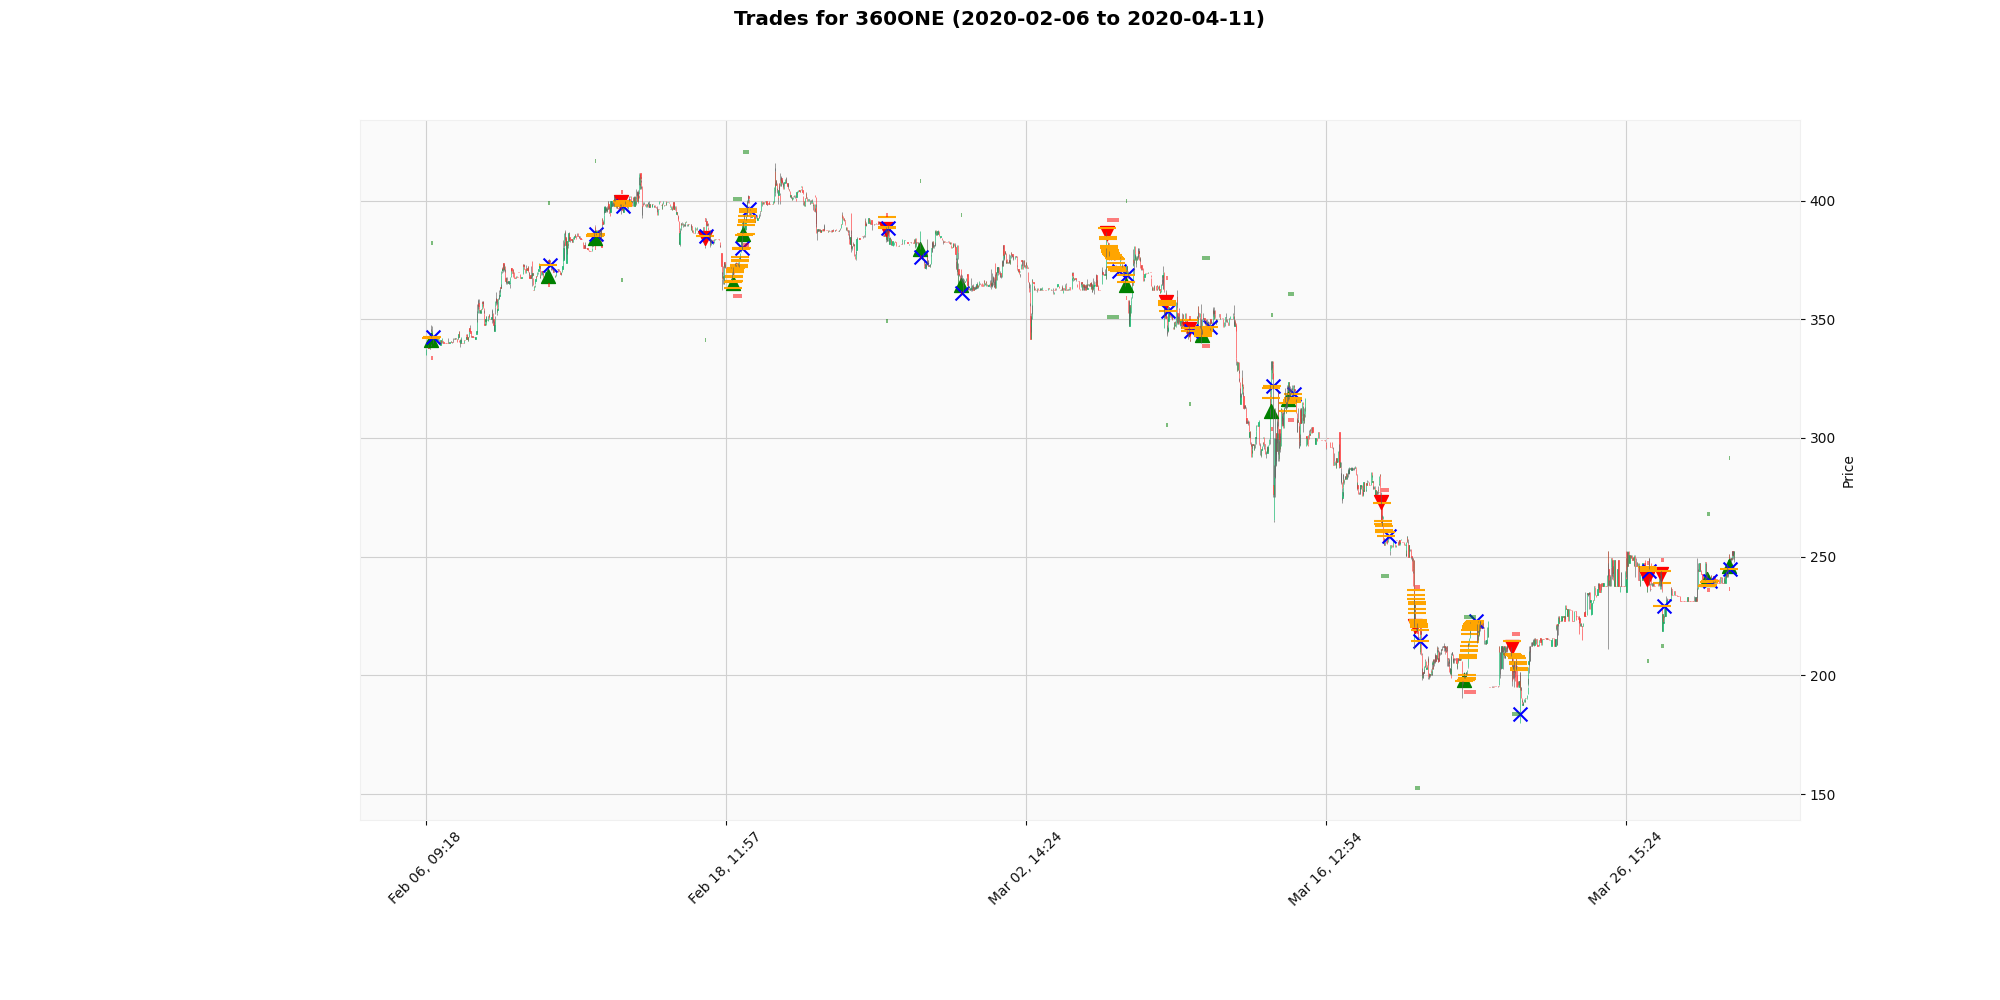 Trades for 360ONE (2020-02-06 to 2020-04-11)
400
350
300
250
200
150
Price
Feb 06, 09:18
Feb 18, 11:57
Mar 02, 14:24
Mar 16, 12:54
Mar 26, 15:24